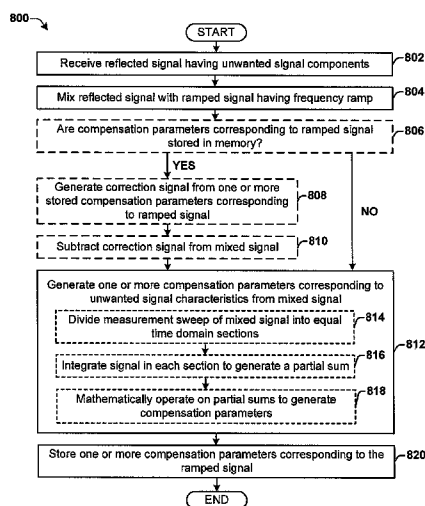 800
START
Receive reflected signal having unwanted signal components
802
Mix reflected signal with ramped signal having frequency ramp
804
Are compensation parameters corresponding to ramped signal
stored in memory?
806
YES
NO
Generate correction signal from one or more
stored compensation parameters corresponding
to ramped signal
808
Subtract correction signal from mixed signal
810
Generate one or more compensation parameters corresponding to
unwanted signal characteristics from mixed signal
812
Divide measurement sweep of mixed signal into equal
time domain sections
814
Integrate signal in each section to generate a partial sum
816
Mathematically operate on partial sums to generate
compensation parameters
818
Store one or more compensation parameters corresponding to the
ramped signal
820
END